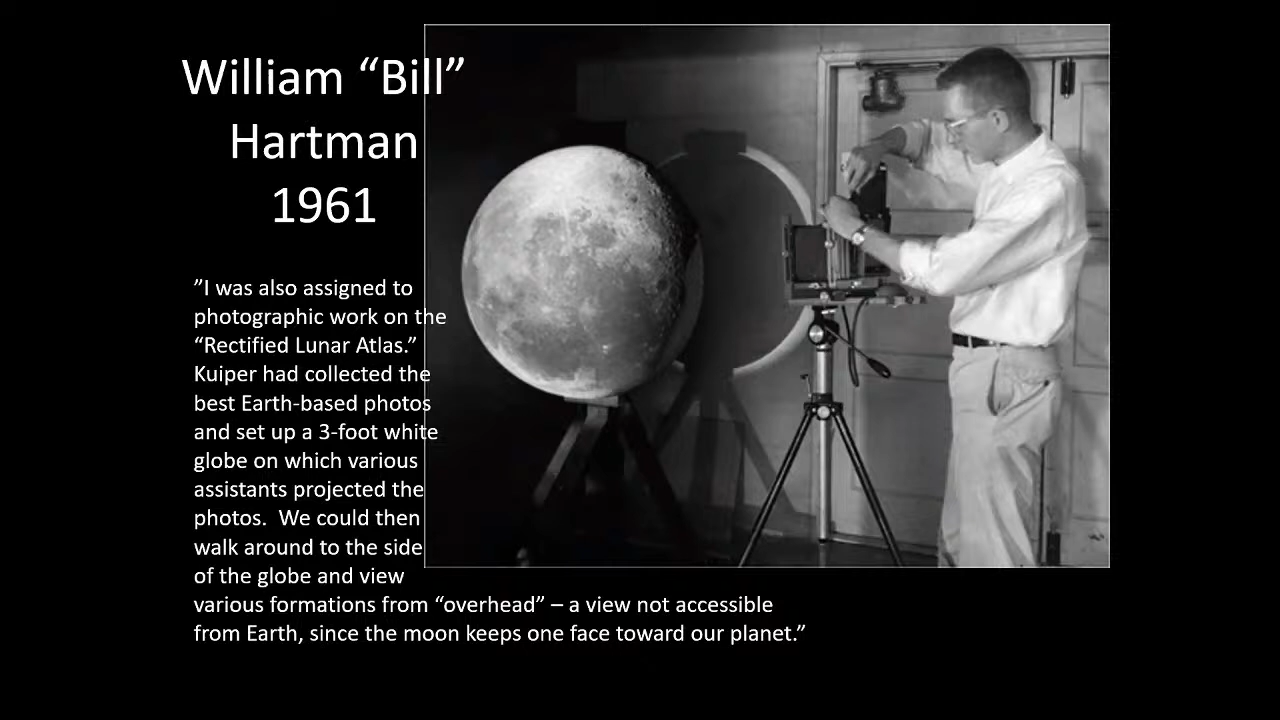 William “Bill”
Hartman
1961
”I was also assigned to
photographic work on the
“Rectified Lunar Atlas.”
Kuiper had collected the
best Earth-based photos
and set up a 3-foot white
globe on which various
assistants projected the
photos.  We could then
walk around to the side
of the globe and view
various formations from “overhead” – a view not accessible
from Earth, since the moon keeps one face toward our planet.”